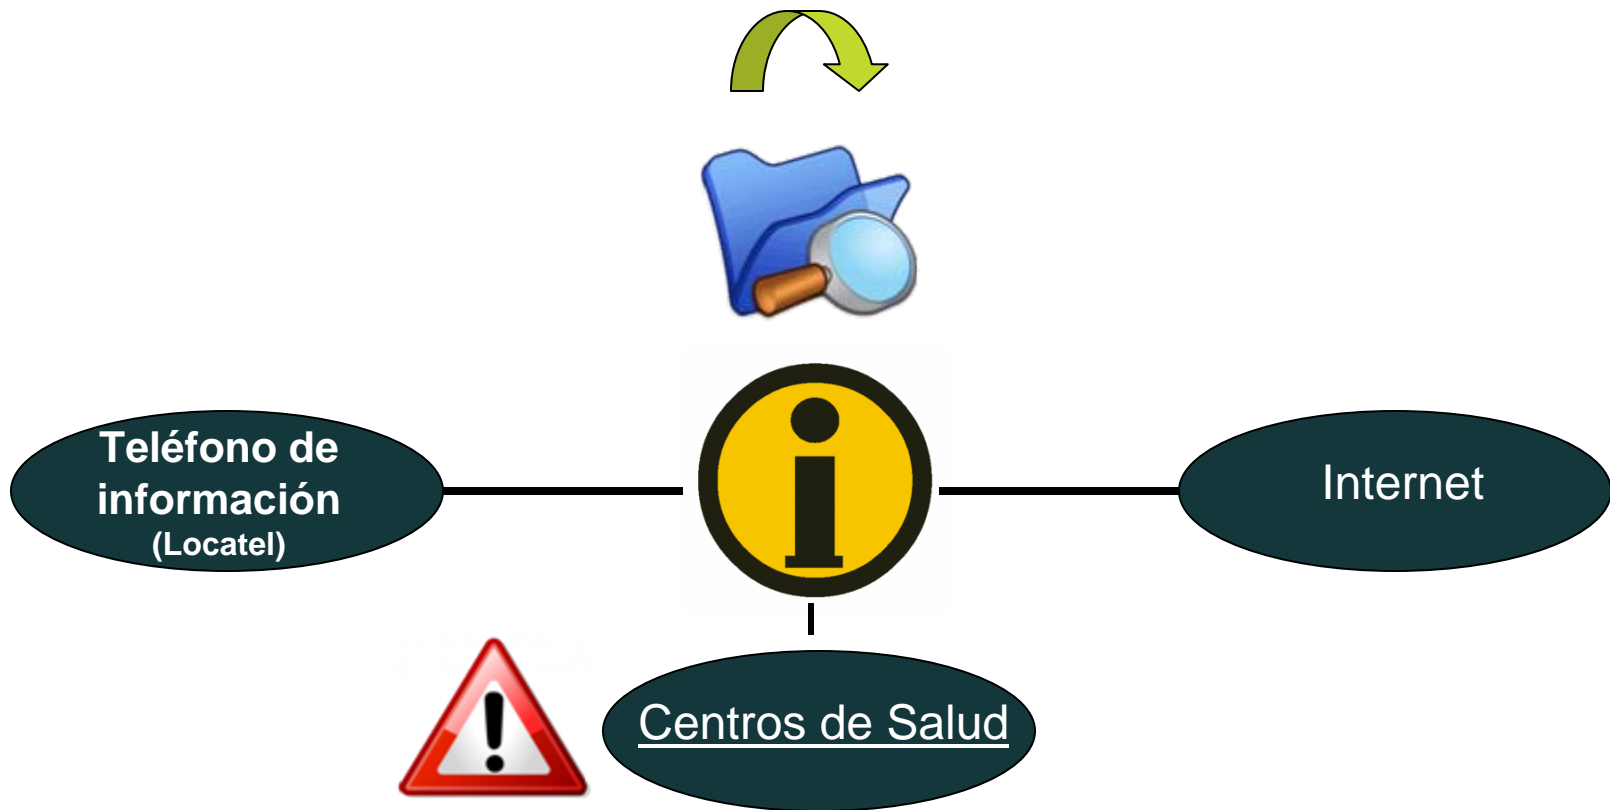 Teléfono de
información
(Locatel)
Internet
Centros de Salud